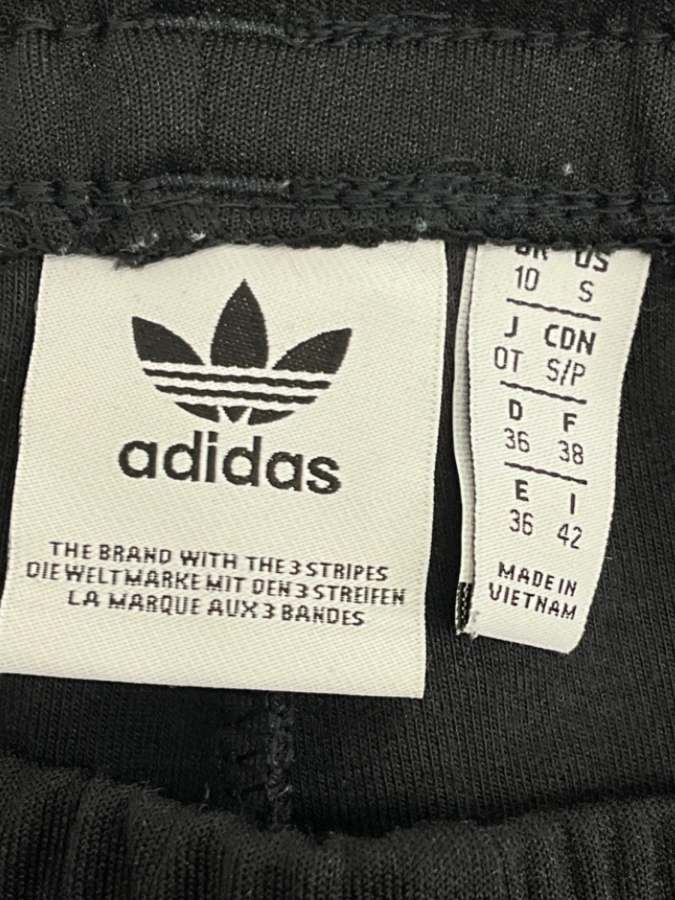 adidas
THE BRAND WITH THE 3 STRIPES
DIE WELTMARKE MIT DEN 3 STREIFEN
LA MARQUE AUX 3 BANDES
US
10 S
J CDN
OT S/P
D F
36 38
E I
36 42
MADE IN
VIETNAM